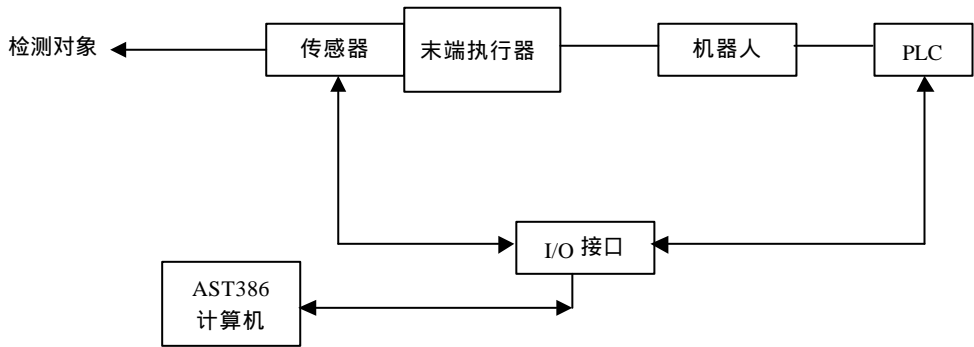 检测对象
传感器
末端执行器
机器人
PLC
I/O 接口
AST386
计算机